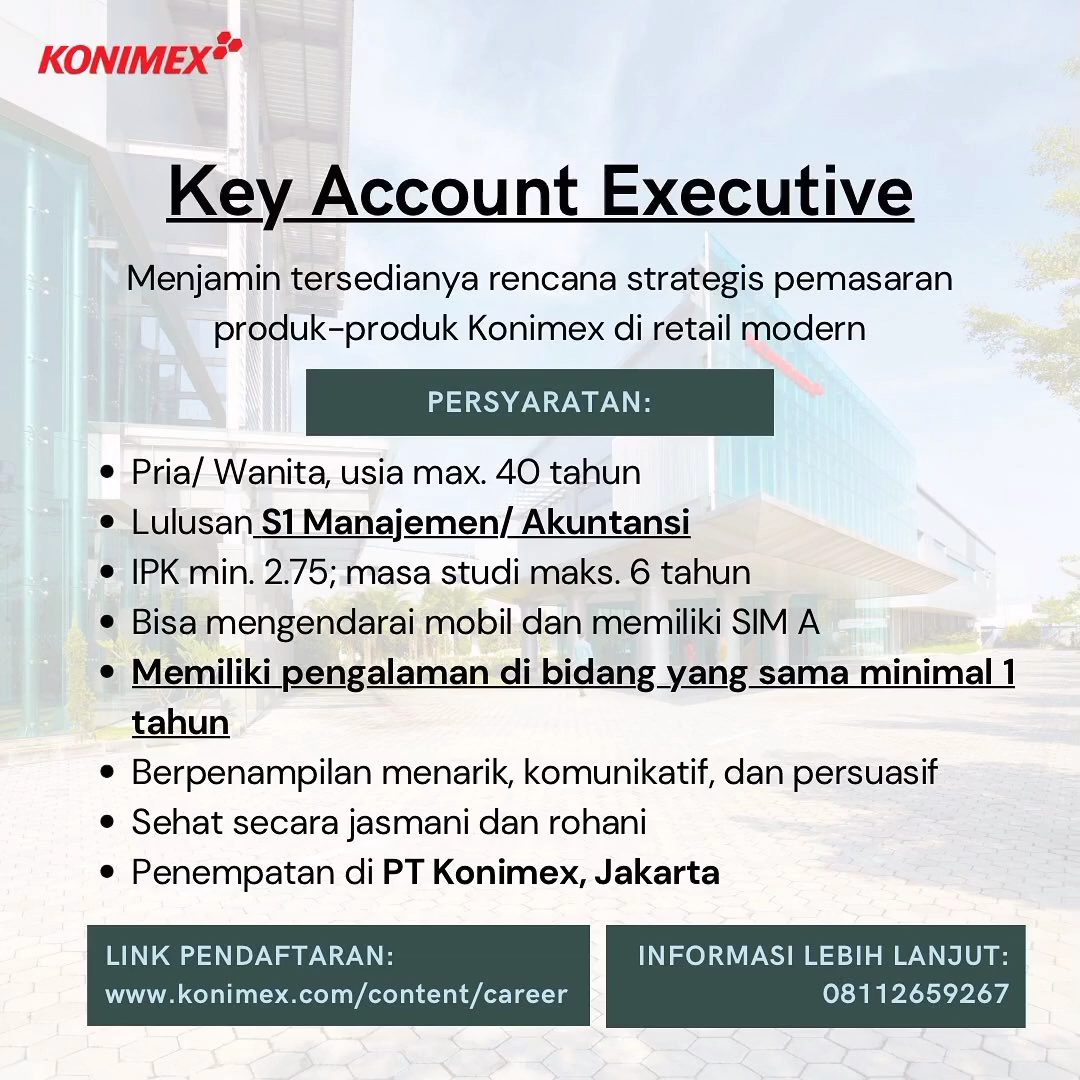 KONIMEX
Key Account Executive
Menjamin tersedianya rencana strategis pemasaran
produk-produk Konimex di retail modern
PERSYARATAN:
• Pria/ Wanita, usia max. 40 tahun
• Lulusan S1 Manajemen/ Akuntansi
• IPK min. 2.75; masa studi maks. 6 tahun
• Bisa mengendarai mobil dan memiliki SIM A
• Memiliki pengalaman di bidang yang sama minimal 1
tahun
• Berpenampilan menarik, komunikatif, dan persuasif
• Sehat secara jasmani dan rohani
• Penempatan di PT Konimex, Jakarta
LINK PENDAFTARAN:
www.konimex.com/content/career
INFORMASI LEBIH LANJUT:
08112659267